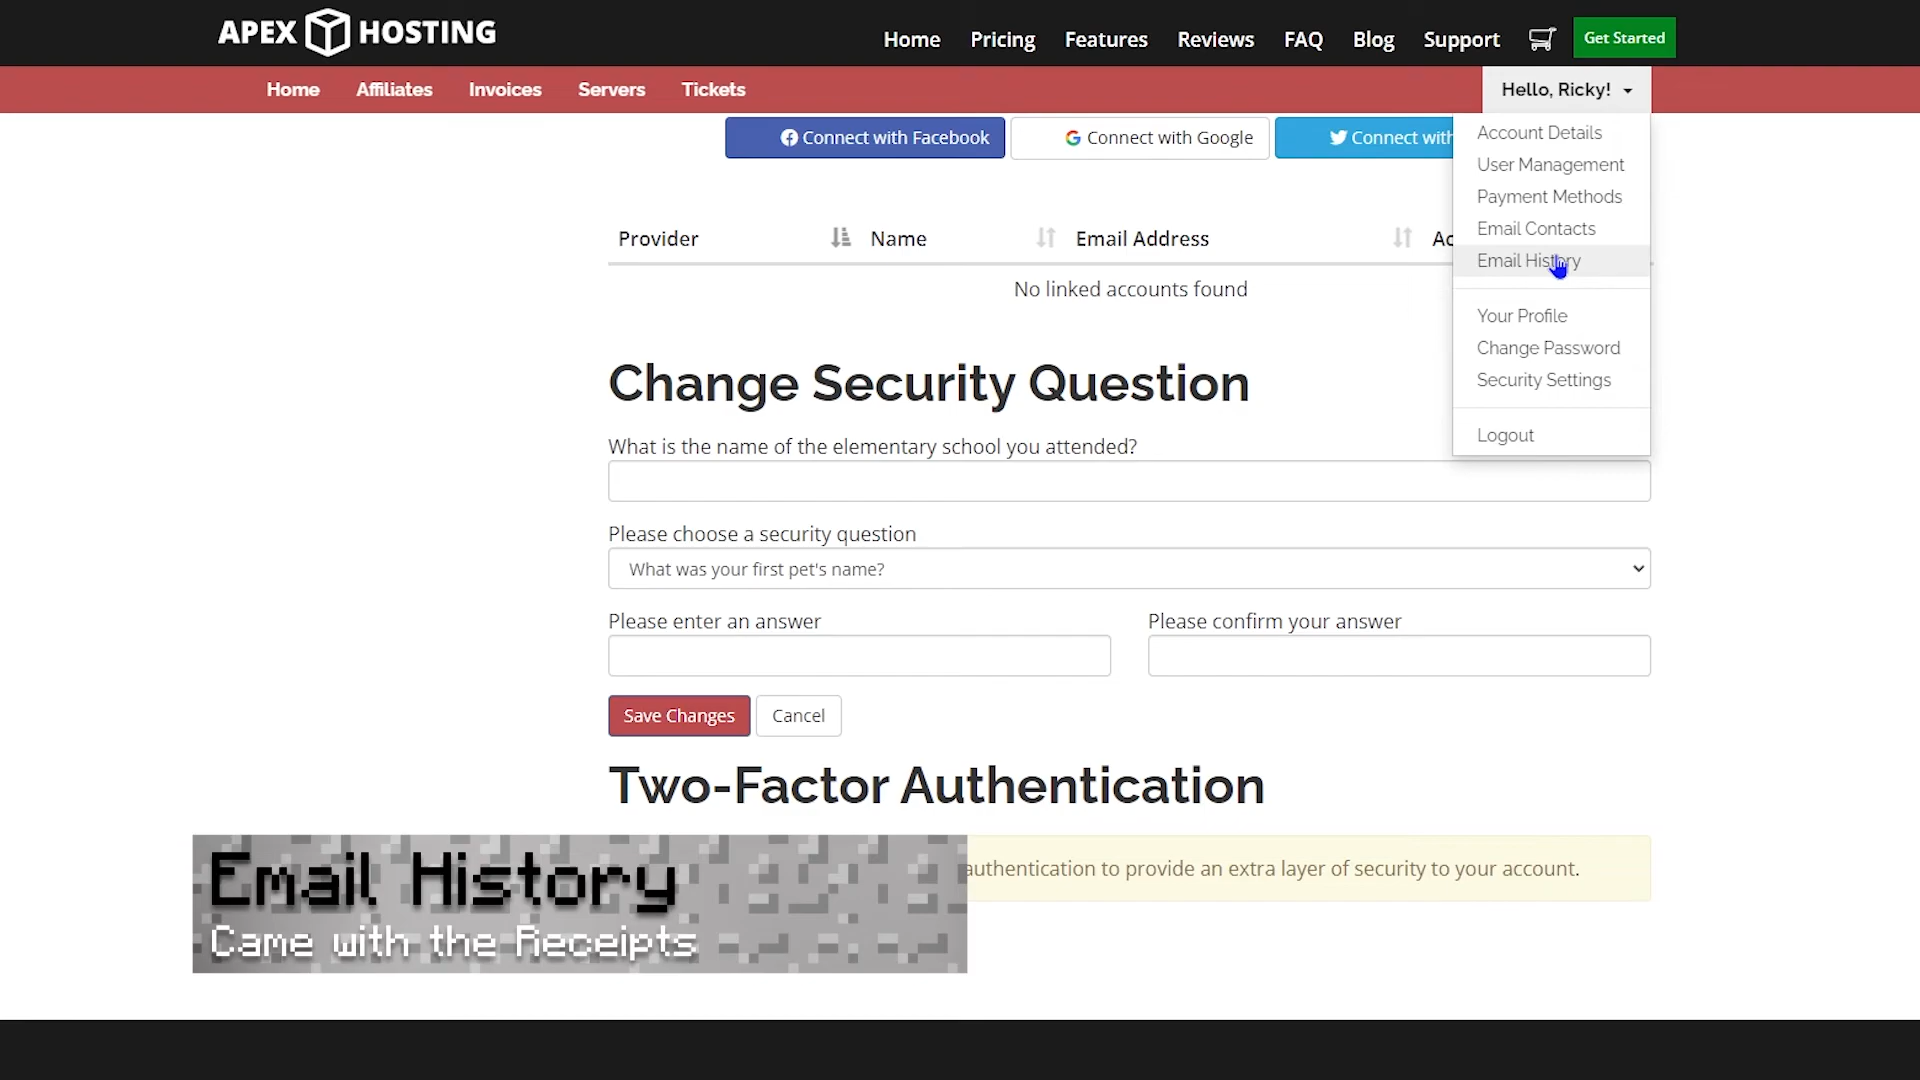 APEX HOSTING
Home Pricing Features Reviews FAQ Blog Support Get Started
Home Affiliates Invoices Servers Tickets Hello, Ricky!
Connect with Facebook Connect with Google Connect with
Account Details
User Management
Payment Methods
Email Contacts
Email History
Your Profile
Change Password
Security Settings
Logout
Provider Name Email Address Ac
No linked accounts found
Change Security Question
What is the name of the elementary school you attended?
Please choose a security question
What was your first pet's name?
Please enter an answer Please confirm your answer
Save Changes Cancel
Two-Factor Authentication
authentication to provide an extra layer of security to your account.
Email History
Came with the Receipts